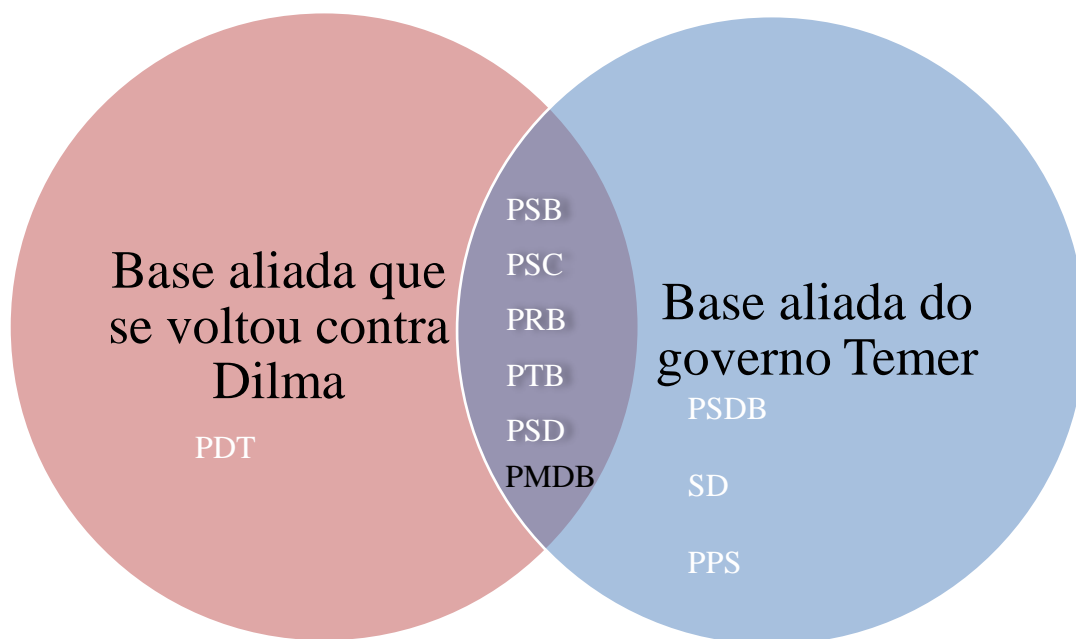 Base aliada que
se voltou contra
Dilma
PDT
PSB
PSC
PRB
PTB
PSD
PMDB
Base aliada do
governo Temer
PSDB
SD
PPS